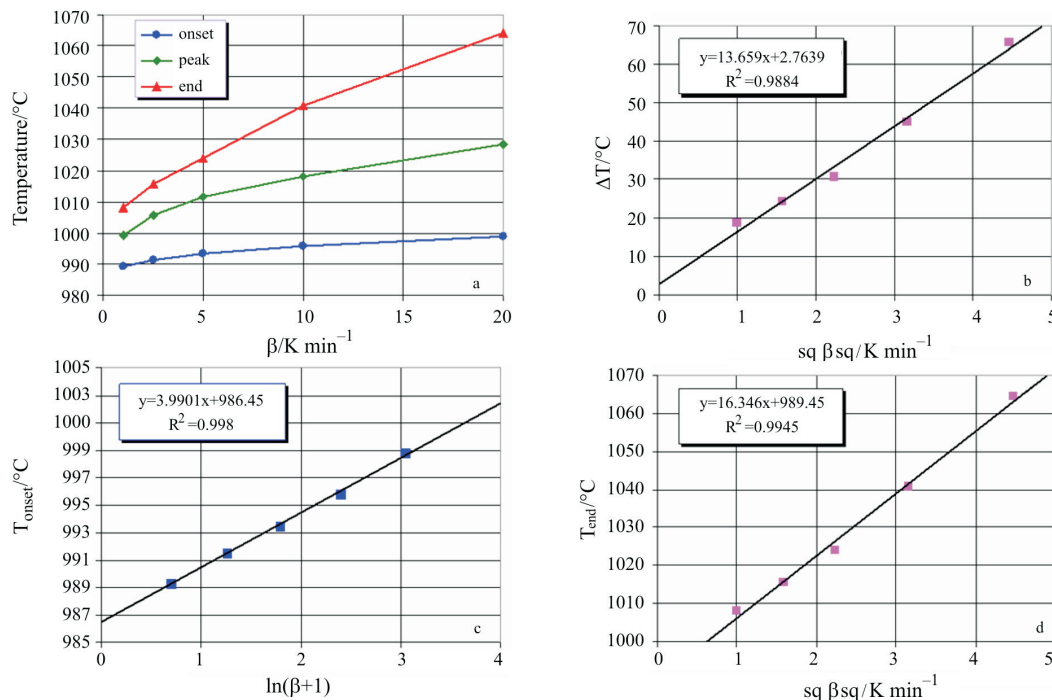 1070
1060
1050
1040
1030
1020
1010
1000
990
980
Temperature/°C
onset
peak
end
a
0 5 10 15 20
β/K min⁻¹
70
60
50
40
30
20
10
0
ΔT/°C
y=13.659x+2.7639
R²=0.9884
b
0 1 2 3 4 5
sq βsq/K min⁻¹
1005
1003
1000
999
997
995
993
991
989
987
985
Tonset/°C
y=3.9901x+986.45
R²=0.998
c
0 1 2 3 4
ln(β+1)
1070
1060
1050
1040
1030
1020
1010
1000
Tend/°C
y=16.346x+989.45
R²=0.9945
d
0 1 2 3 4 5
sq βsq/K min⁻¹